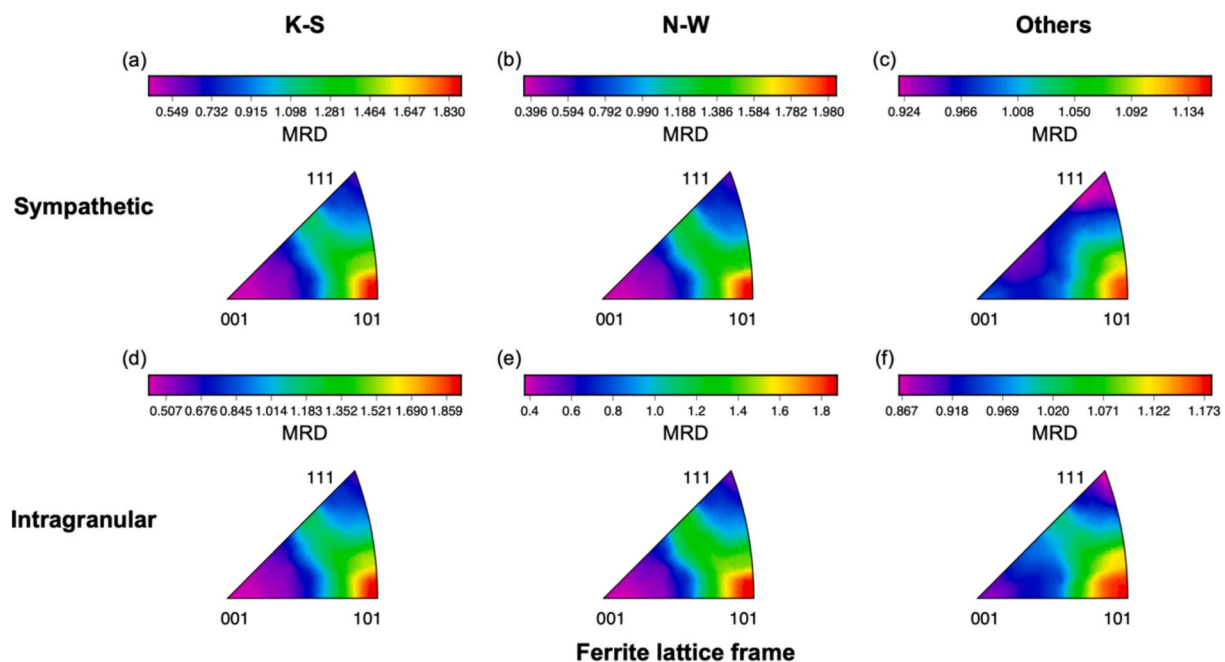 K-S N-W Others
(a) (b) (c)
0.549 0.732 0.915 1.098 1.281 1.464 1.647 1.830
0.396 0.594 0.792 0.990 1.188 1.386 1.584 1.782 1.980
0.924 0.966 1.008 1.050 1.092 1.134
MRD MRD MRD
111 111 111
Sympathetic
001 101 001 101 001 101
(d) (e) (f)
0.507 0.676 0.845 1.014 1.183 1.352 1.521 1.690 1.859
0.4 0.6 0.8 1.0 1.2 1.4 1.6 1.8
0.867 0.918 0.969 1.020 1.071 1.122 1.173
MRD MRD MRD
111 111 111
Intragranular
001 101 001 101 001 101
Ferrite lattice frame